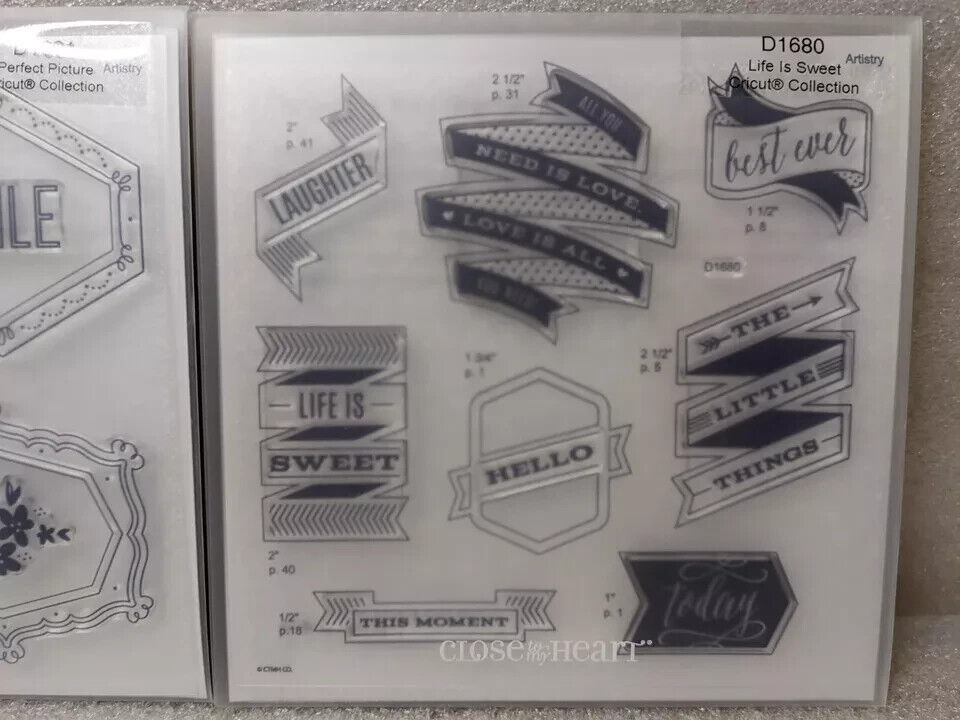 Perfect Picture
Artistry
Cricut® Collection
D1680
Life Is Sweet
Artistry
Cricut® Collection
2"
p. 41
LAUGHTER
2 1/2"
p. 31
ALL YOU
NEED IS LOVE,
LOVE IS ALL
YOU NEED
best ever
1 1/2"
p. 8
D1680
LIFE IS
SWEET
2"
p. 40
1 3/4"
p. 1
HELLO
2 1/2"
p. 5
THE
LITTLE
THINGS
1/2"
p.18
THIS MOMENT
1"
p. 1
today
CLOSE to my HEART™
© CTMH CO.